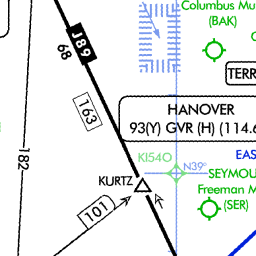 Columbus Mu
(BAK)
J89
68
C
TERR
163
HANOVER
93(Y) GVR (H) (114.6
182
KI54O
N39°
EAS
KURTZ
SEYMOU
Freeman M
(SER)
101